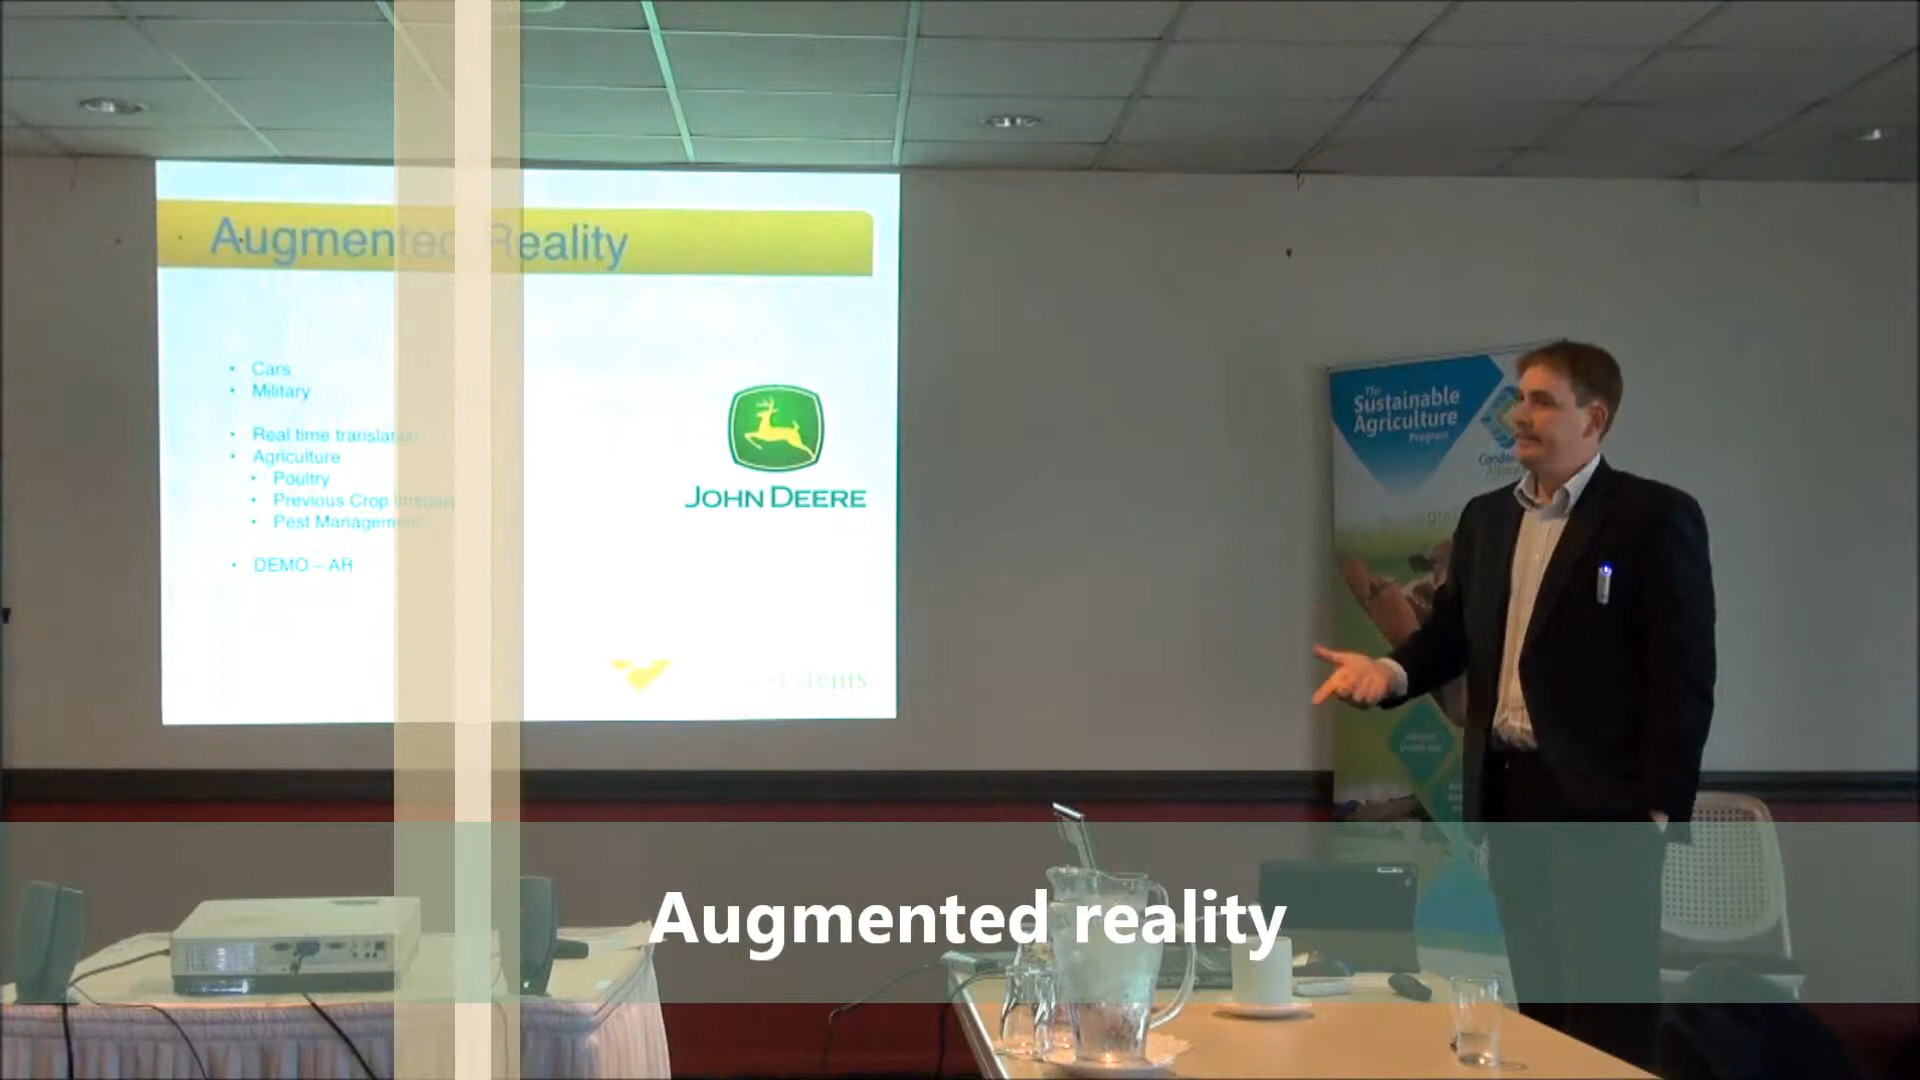 Augmented Reality
• Cars
• Military
• Real time translation
• Agriculture
• Poultry
• Previous Crop
• Pest Management
• DEMO – AR
JOHN DEERE
The
Sustainable
Agriculture
Program
Augmented reality